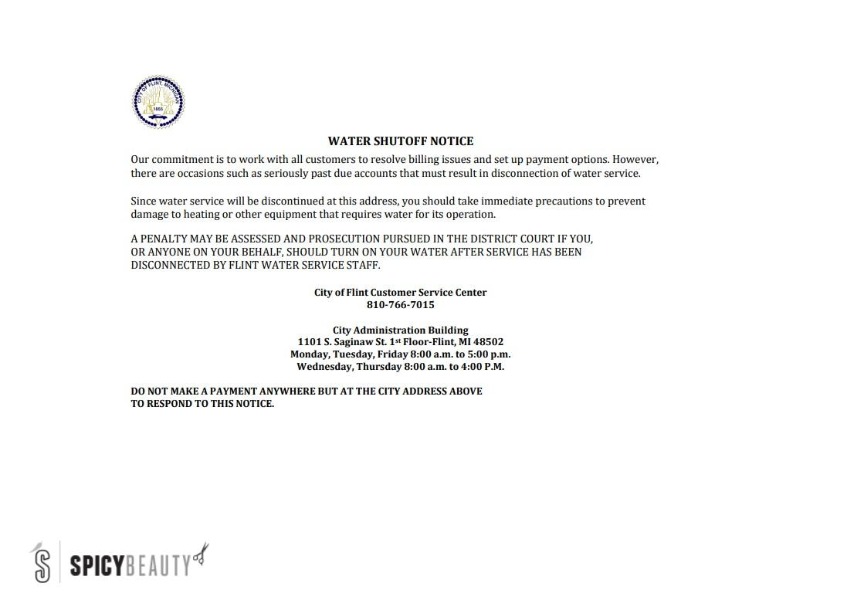 CITY OF FLINT, MICHIGAN
1855
WATER SHUTOFF NOTICE
Our commitment is to work with all customers to resolve billing issues and set up payment options. However,
there are occasions such as seriously past due accounts that must result in disconnection of water service.
Since water service will be discontinued at this address, you should take immediate precautions to prevent
damage to heating or other equipment that requires water for its operation.
A PENALTY MAY BE ASSESSED AND PROSECUTION PURSUED IN THE DISTRICT COURT IF YOU,
OR ANYONE ON YOUR BEHALF, SHOULD TURN ON YOUR WATER AFTER SERVICE HAS BEEN
DISCONNECTED BY FLINT WATER SERVICE STAFF.
City of Flint Customer Service Center
810-766-7015
City Administration Building
1101 S. Saginaw St. 1st Floor-Flint, MI 48502
Monday, Tuesday, Friday 8:00 a.m. to 5:00 p.m.
Wednesday, Thursday 8:00 a.m. to 4:00 P.M.
DO NOT MAKE A PAYMENT ANYWHERE BUT AT THE CITY ADDRESS ABOVE
TO RESPOND TO THIS NOTICE.
S SPICYBEAUTY